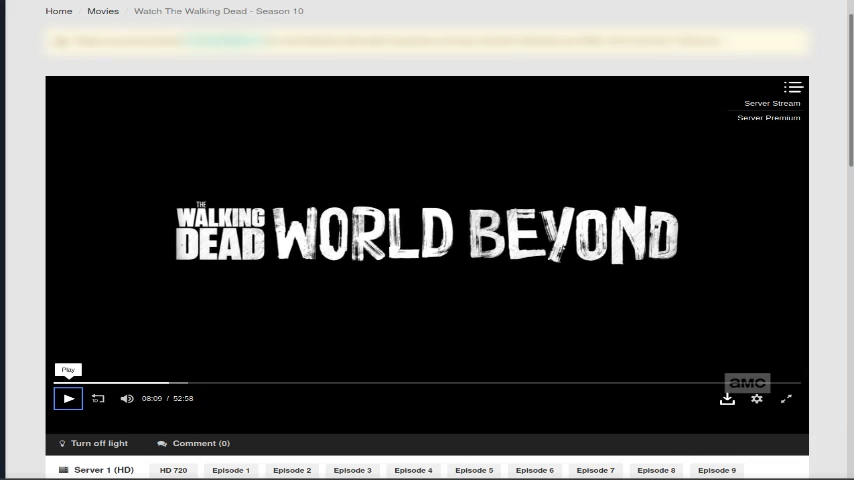 Home / Movies / Watch The Walking Dead - Season 10
Server Stream
Server Premium
THE
WALKING
DEAD WORLD BEYOND
Play
amc
10 08:09 / 52:58
Turn off light Comment (0)
Server 1 (HD) HD 720 Episode 1 Episode 2 Episode 3 Episode 4 Episode 5 Episode 6 Episode 7 Episode 8 Episode 9